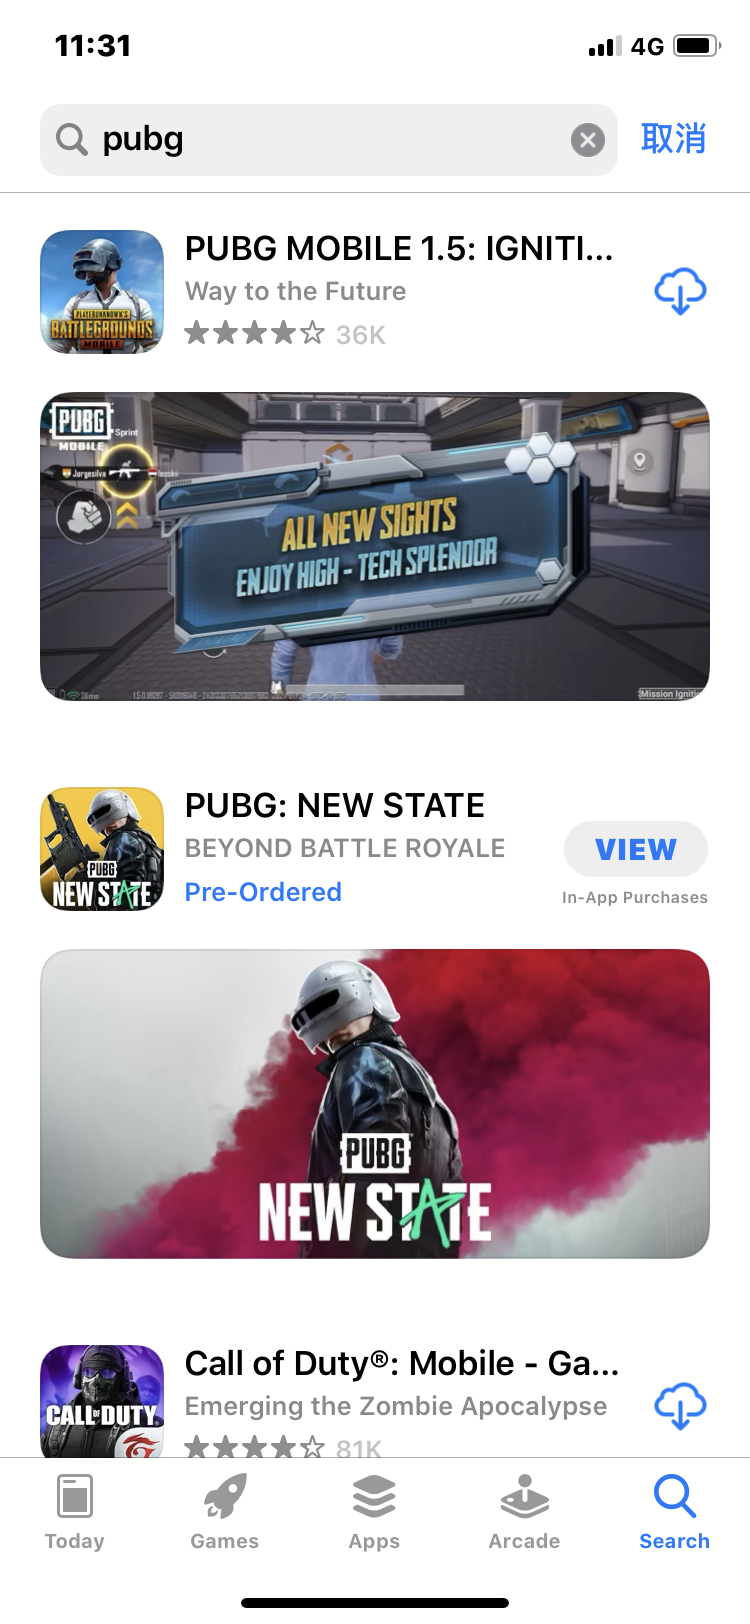 11:31
4G
pubg
取消
PUBG MOBILE 1.5: IGNITI...
Way to the Future
36K
PLAYERUNKNOWN'S
BATTLEGROUNDS
MOBILE
PUBG
MOBILE
Sprint
Jorgesilva
ALL NEW SIGHTS
ENJOY HIGH - TECH SPLENDOR
Mission Igniti
PUBG: NEW STATE
BEYOND BATTLE ROYALE
Pre-Ordered
VIEW
In-App Purchases
PUBG
NEW STATE
PUBG
NEW STATE
Call of Duty®: Mobile - Ga...
Emerging the Zombie Apocalypse
81K
CALL OF DUTY
Today
Games
Apps
Arcade
Search